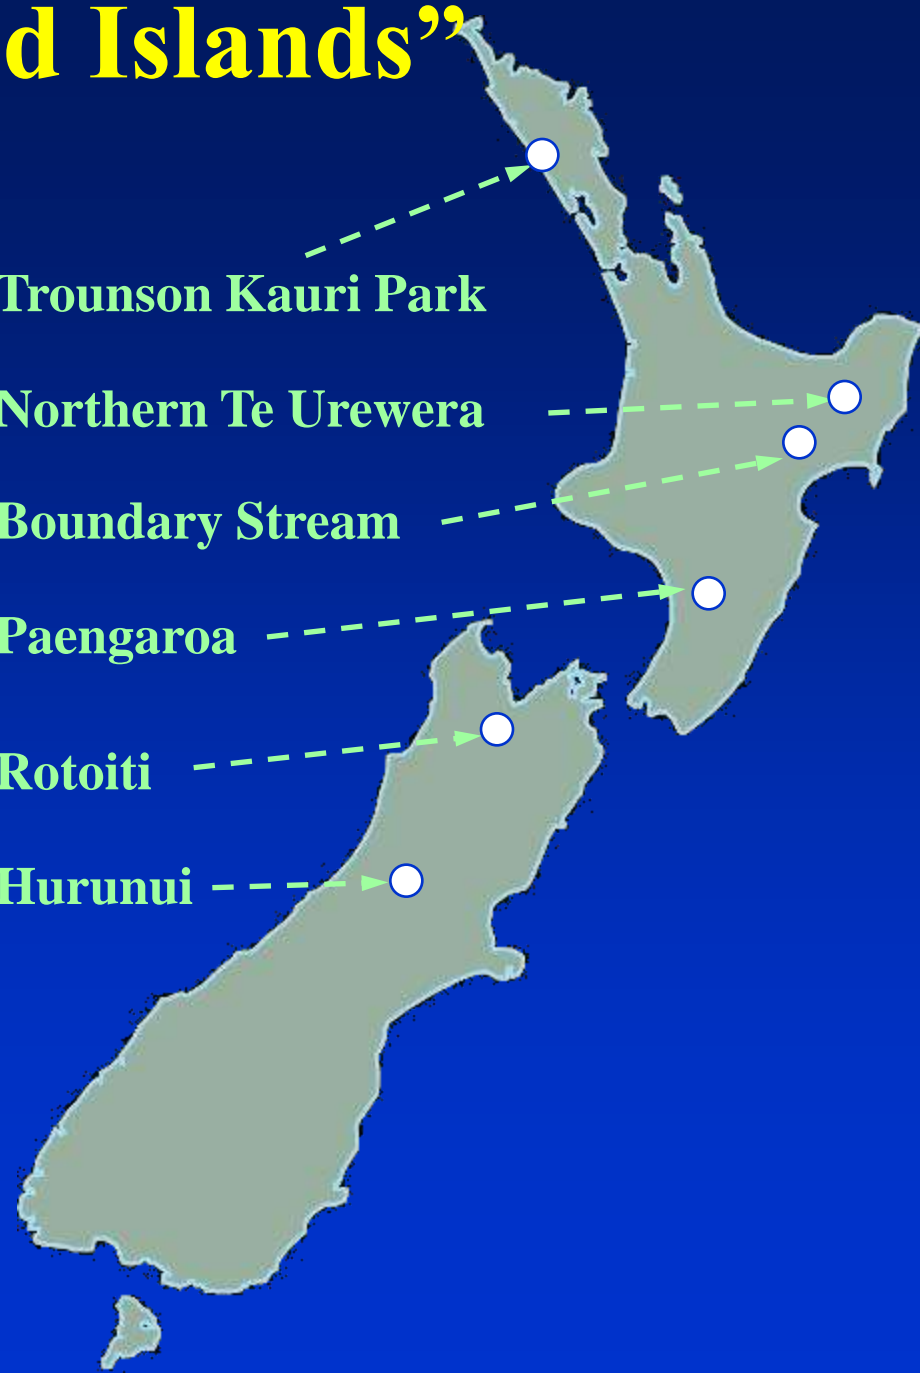 d Islands”
Trounson Kauri Park
Northern Te Urewera
Boundary Stream
Paengaroa
Rotoiti
Hurunui